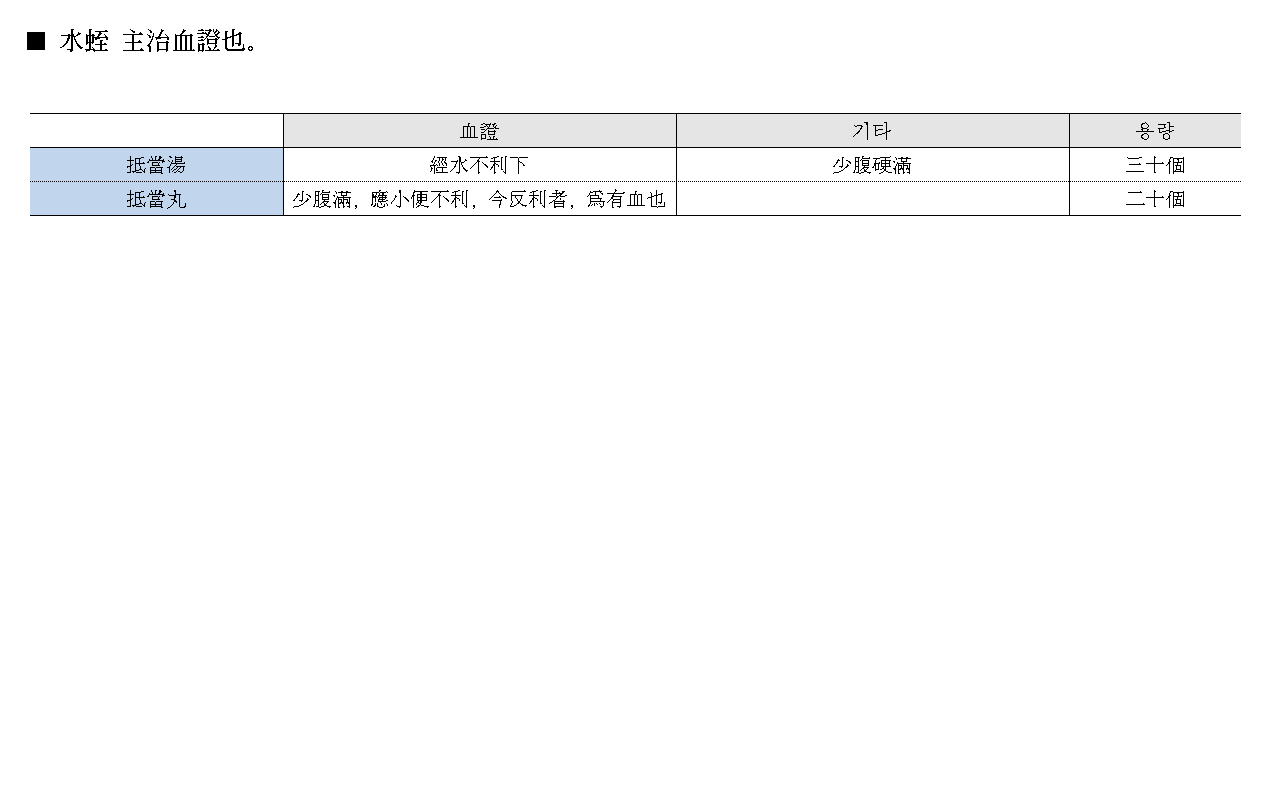 ■ 水蛭 主治血證也。
血證 기타 용량
抵當湯 經水不利下 少腹硬滿 三十個
抵當丸 少腹滿, 應小便不利, 今反利者, 爲有血也 二十個